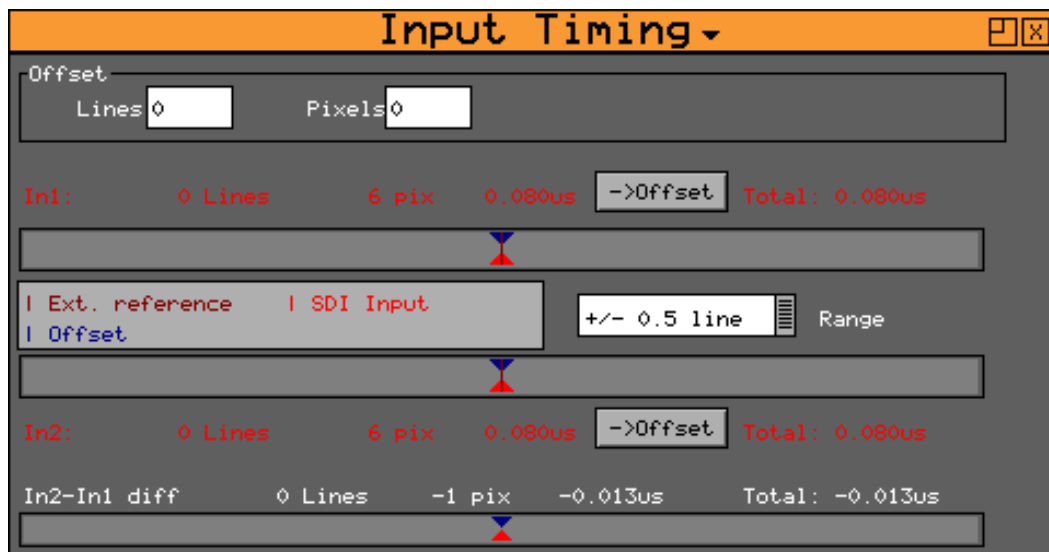 Input Timing
Offset
Lines 0 Pixels 0
In1: 0 Lines 6 pix 0.080us ->Offset Total: 0.080us
| Ext. reference | SDI Input
| Offset
+/- 0.5 line Range
In2: 0 Lines 6 pix 0.080us ->Offset Total: 0.080us
In2-In1 diff 0 Lines -1 pix -0.013us Total: -0.013us